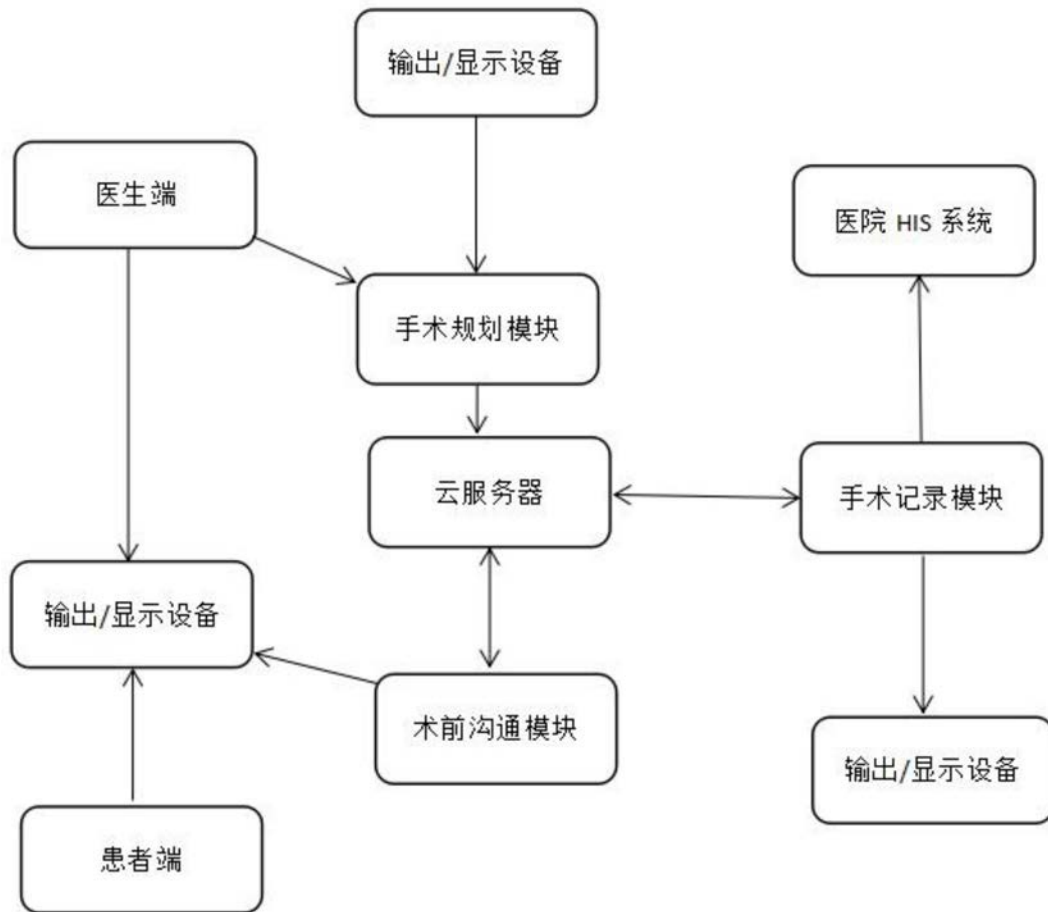 输出/显示设备
医生端
医院 HIS 系统
手术规划模块
云服务器
手术记录模块
输出/显示设备
术前沟通模块
输出/显示设备
患者端